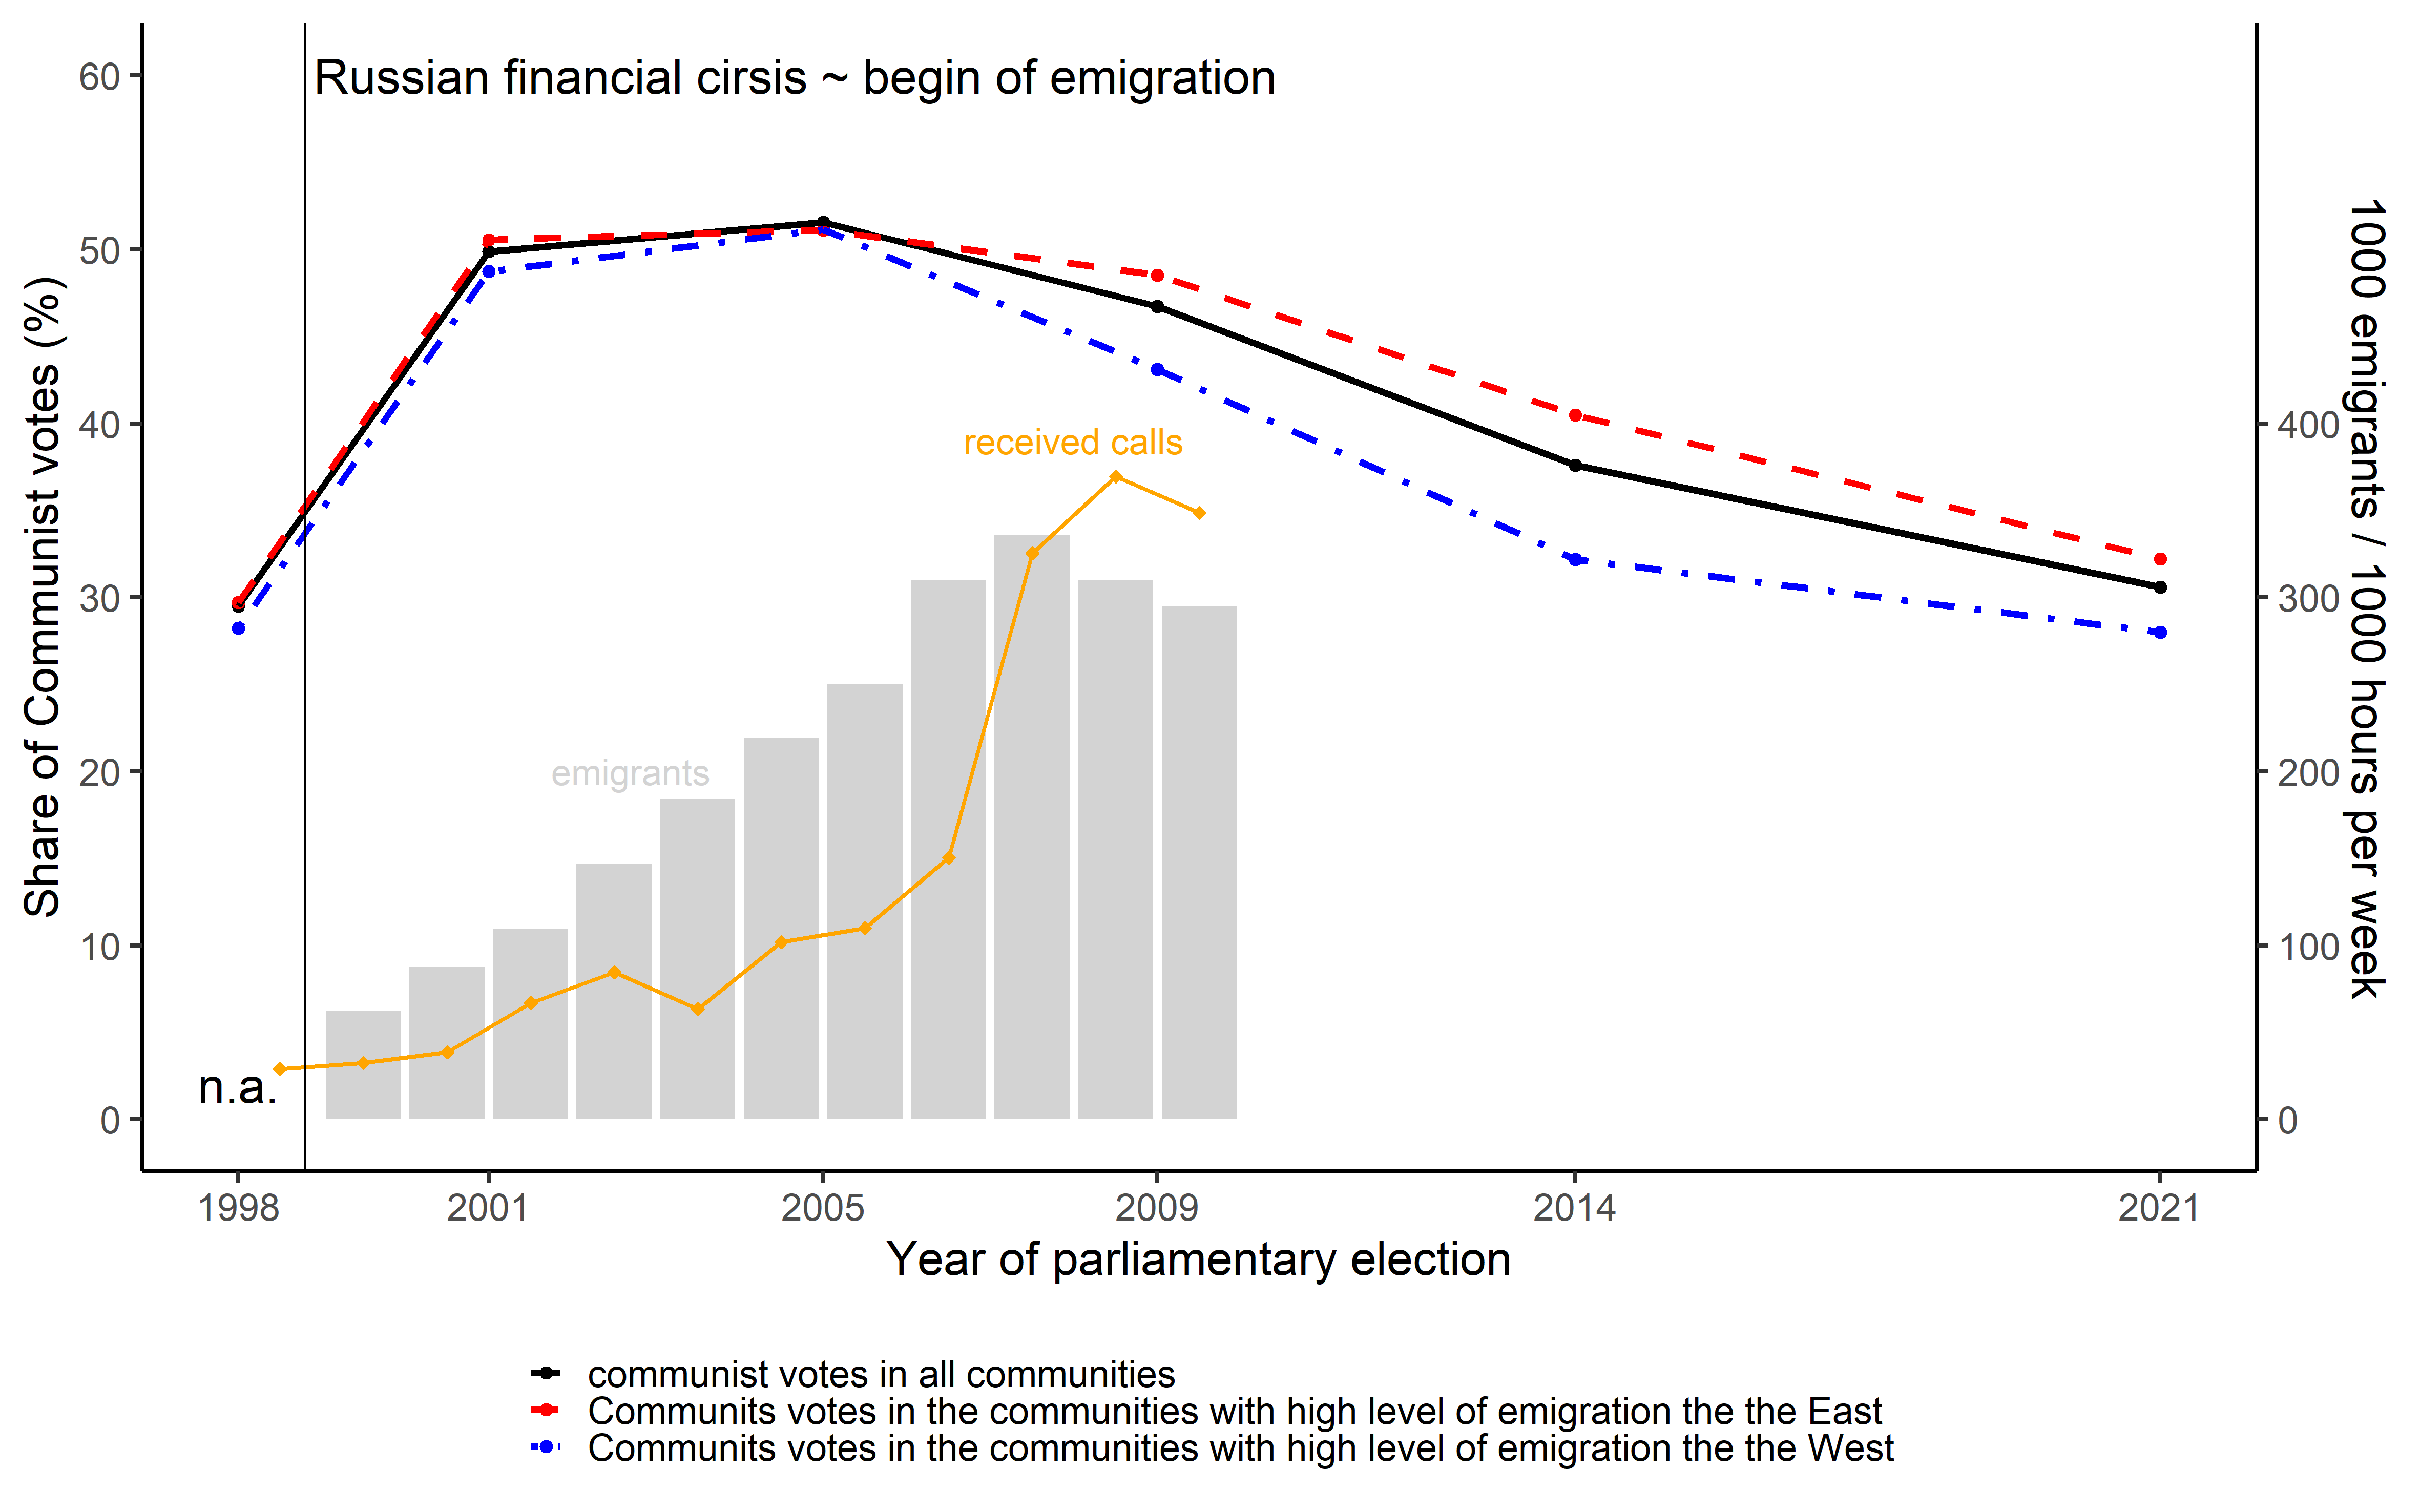 Russian financial cirsis ~ begin of emigration
Share of Communist votes (%)
60
50
40
30
20
10
0
1000 emigrants / 1000 hours per week
400
300
200
100
0
received calls
emigrants
n.a.
1998 2001 2005 2009 2014 2021
Year of parliamentary election
communist votes in all communities
Communits votes in the communities with high level of emigration the the East
Communits votes in the communities with high level of emigration the the West